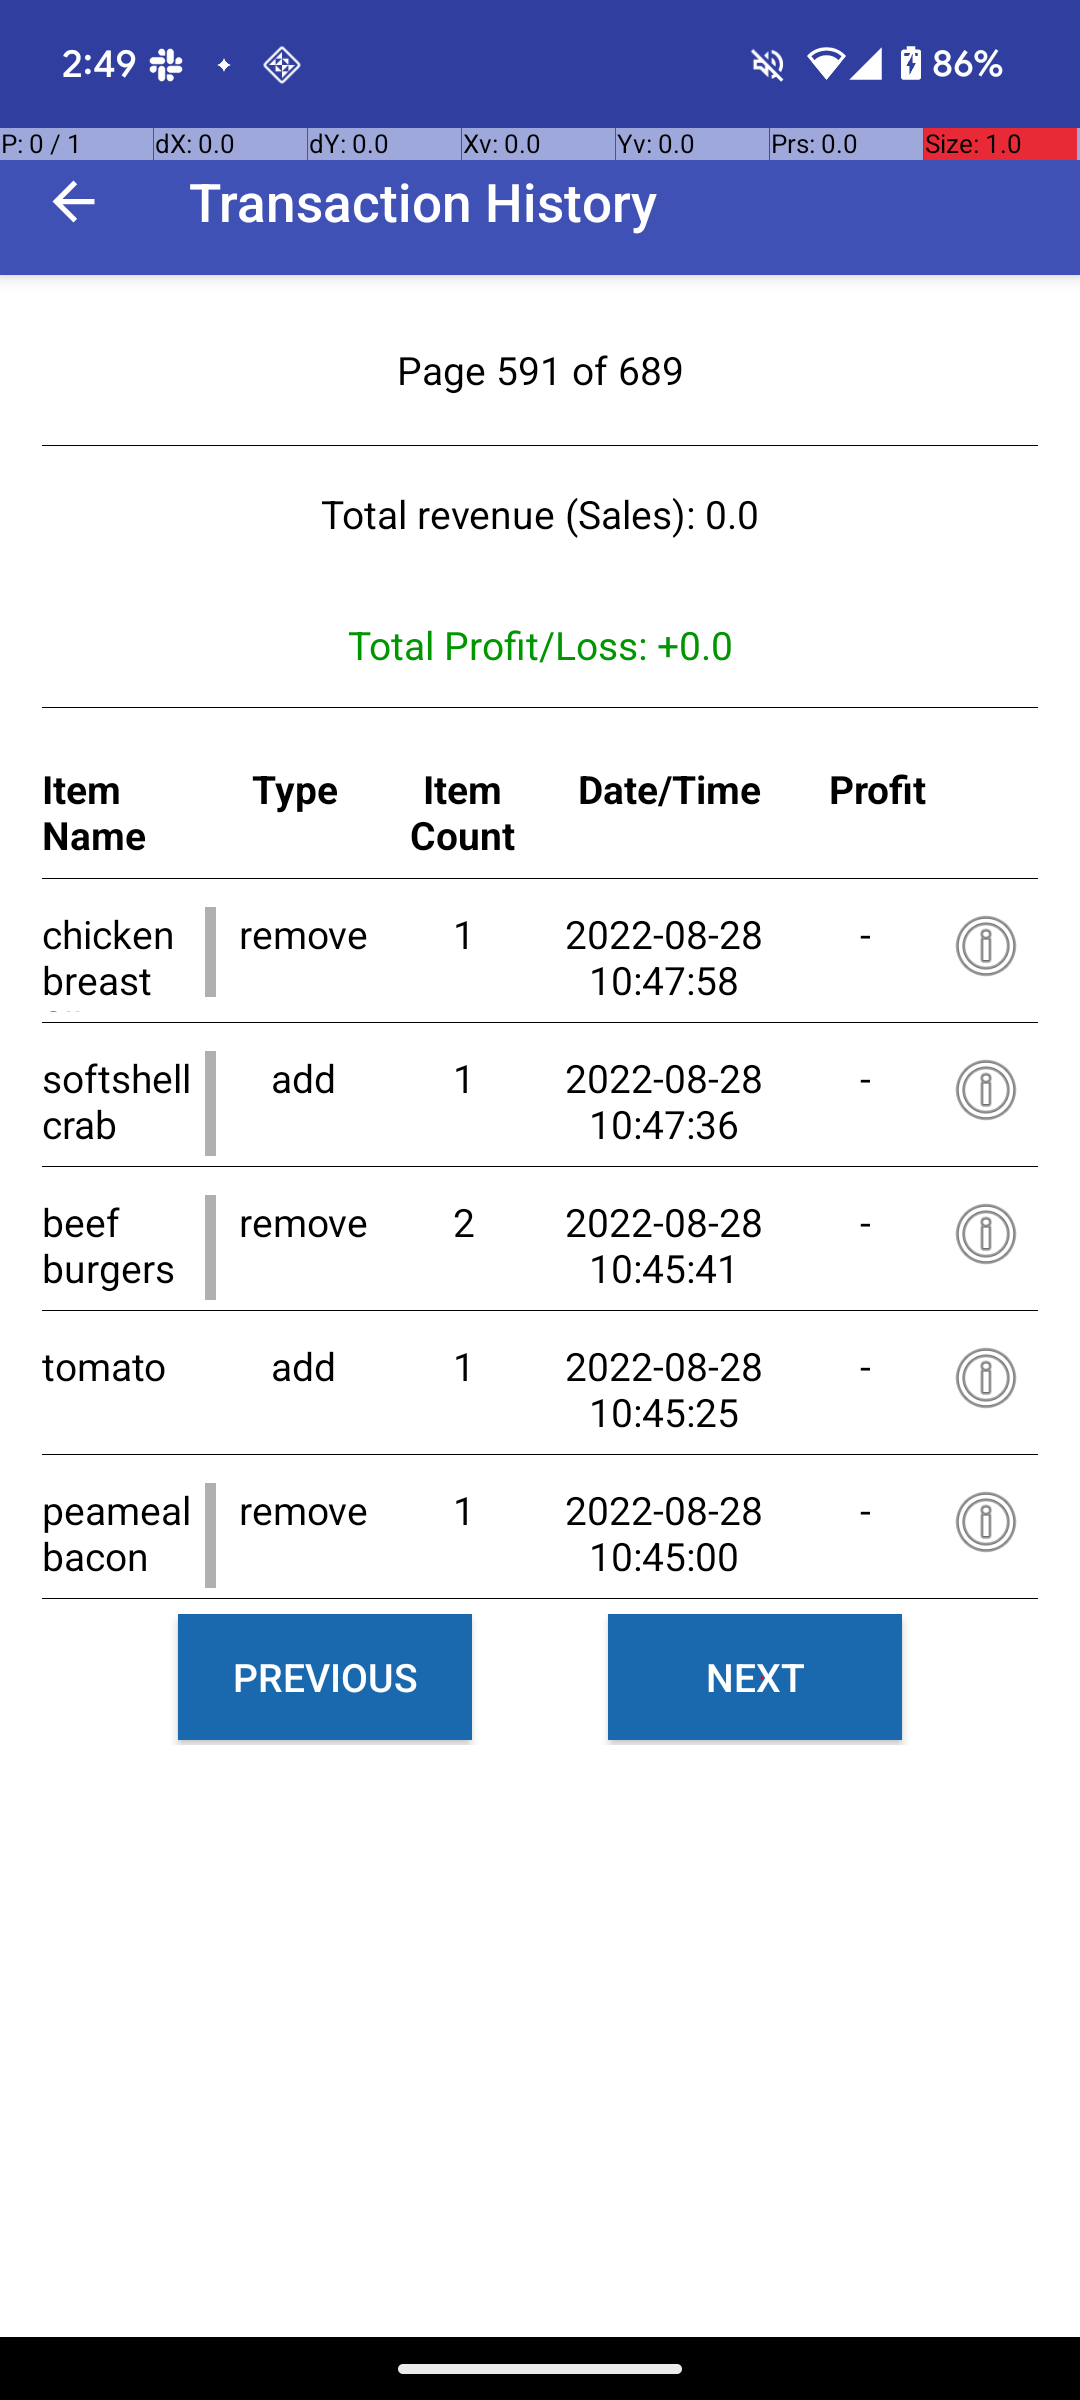 2:49 86%
P: 0 / 1 dX: 0.0 dY: 0.0 Xv: 0.0 Yv: 0.0 Prs: 0.0 Size: 1.0
Transaction History
Page 591 of 689
Total revenue (Sales): 0.0
Total Profit/Loss: +0.0
Item Type Item Date/Time Profit
Name Count
chicken remove 1 2022-08-28 -
breast 10:47:58
softshell add 1 2022-08-28 -
crab 10:47:36
beef remove 2 2022-08-28 -
burgers 10:45:41
tomato add 1 2022-08-28 -
10:45:25
peameal remove 1 2022-08-28 -
bacon 10:45:00
PREVIOUS NEXT